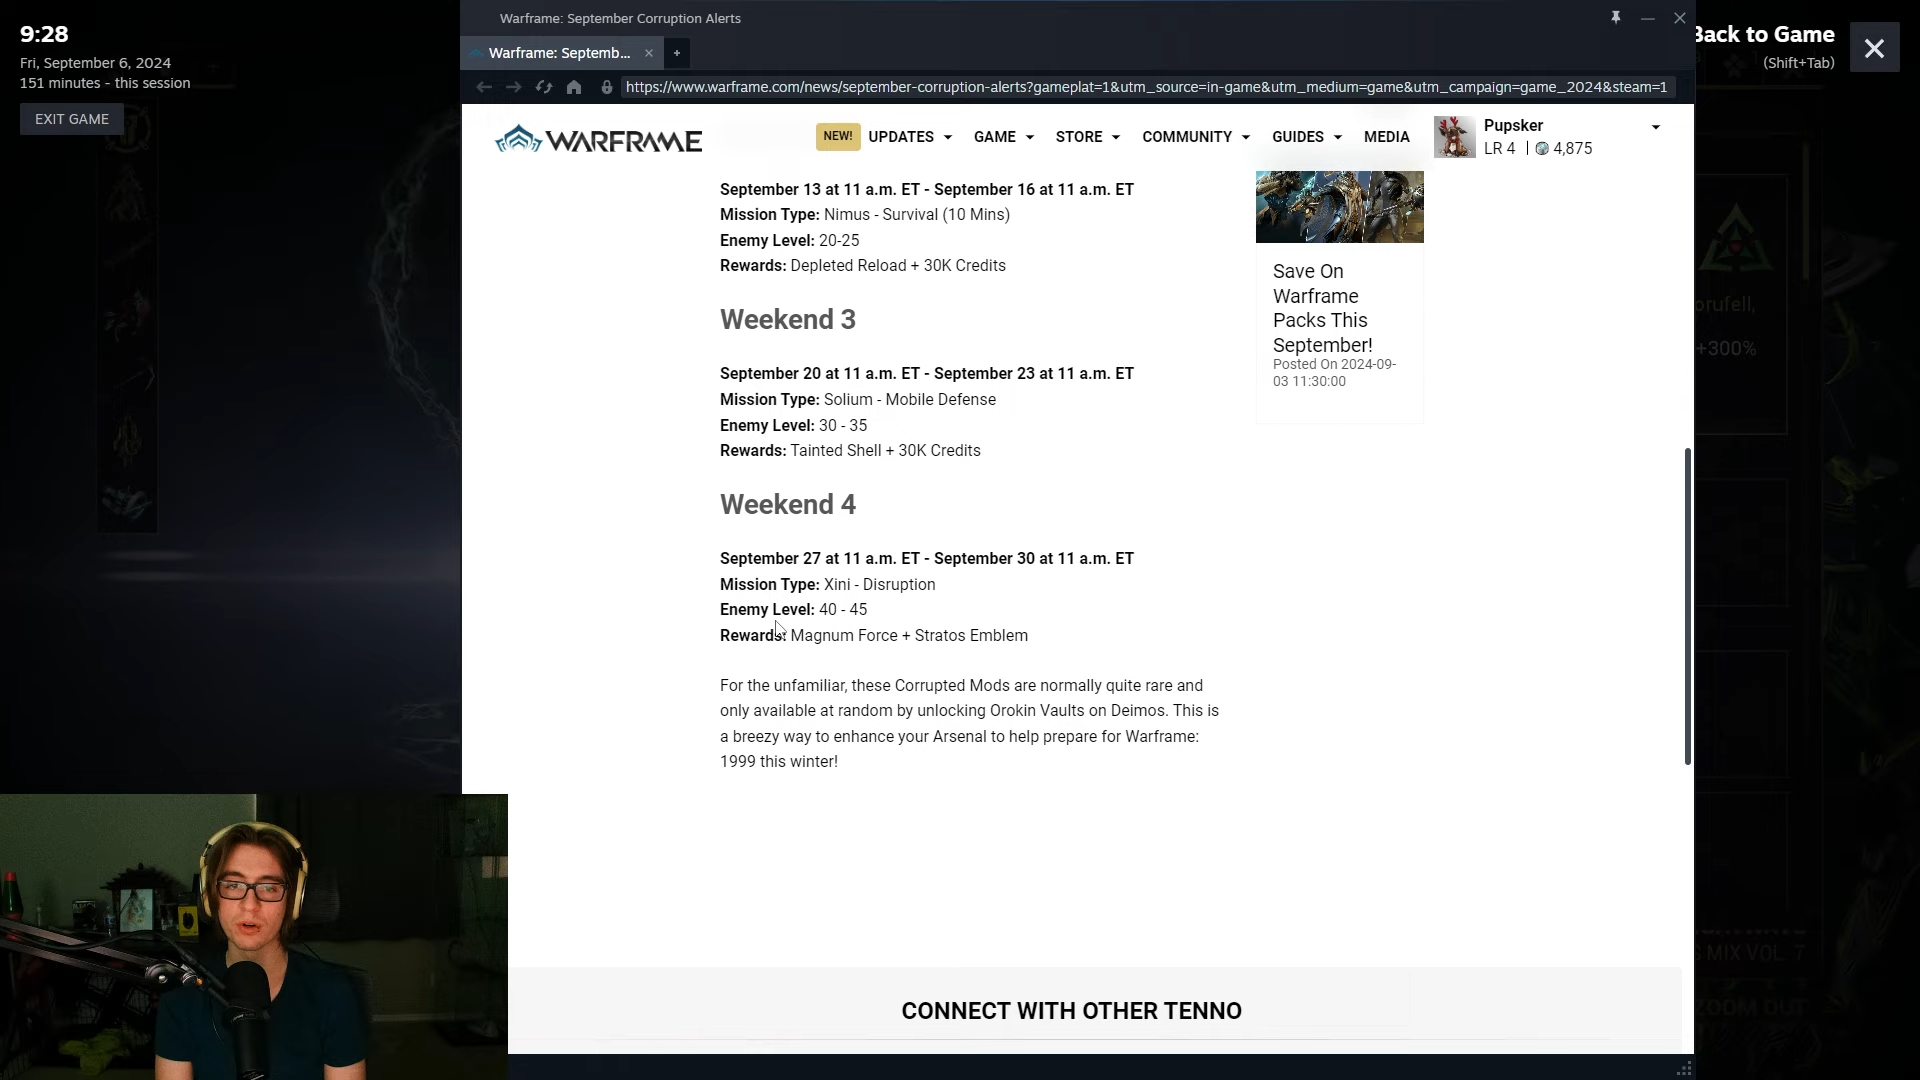 9:28
Fri, September 6, 2024
151 minutes - this session
EXIT GAME
Warframe: September Corruption Alerts
Warframe: Septemb...
https://www.warframe.com/news/september-corruption-alerts?gameplat=1&utm_source=in-game&utm_medium=game&utm_campaign=game_2024&steam=1
Back to Game
(Shift+Tab)
WARFRAME
NEW! UPDATES GAME STORE COMMUNITY GUIDES MEDIA
Pupsker
LR 4 | 4,875
September 13 at 11 a.m. ET - September 16 at 11 a.m. ET
Mission Type: Nimus - Survival (10 Mins)
Enemy Level: 20-25
Rewards: Depleted Reload + 30K Credits
Weekend 3
September 20 at 11 a.m. ET - September 23 at 11 a.m. ET
Mission Type: Solium - Mobile Defense
Enemy Level: 30 - 35
Rewards: Tainted Shell + 30K Credits
Weekend 4
September 27 at 11 a.m. ET - September 30 at 11 a.m. ET
Mission Type: Xini - Disruption
Enemy Level: 40 - 45
Rewards: Magnum Force + Stratos Emblem
For the unfamiliar, these Corrupted Mods are normally quite rare and
only available at random by unlocking Orokin Vaults on Deimos. This is
a breezy way to enhance your Arsenal to help prepare for Warframe:
1999 this winter!
Save On
Warframe
Packs This
September!
Posted On 2024-09-
03 11:30:00
+300%
MIX VOL. 7
ZOOM OUT
CONNECT WITH OTHER TENNO